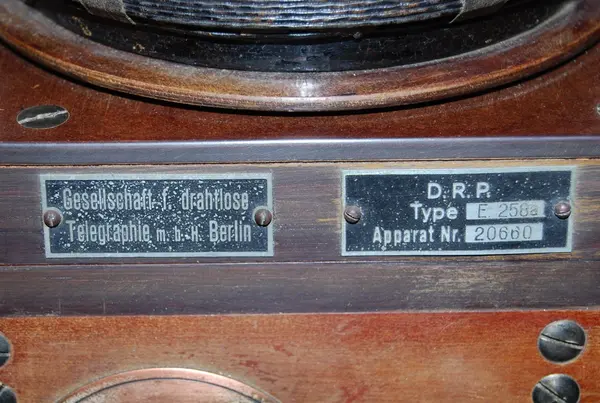 Gesellschaft f. drahtlose
Telegraphie m. b. H. Berlin
D.R.P.
Type E 258a
Apparat Nr. 20660